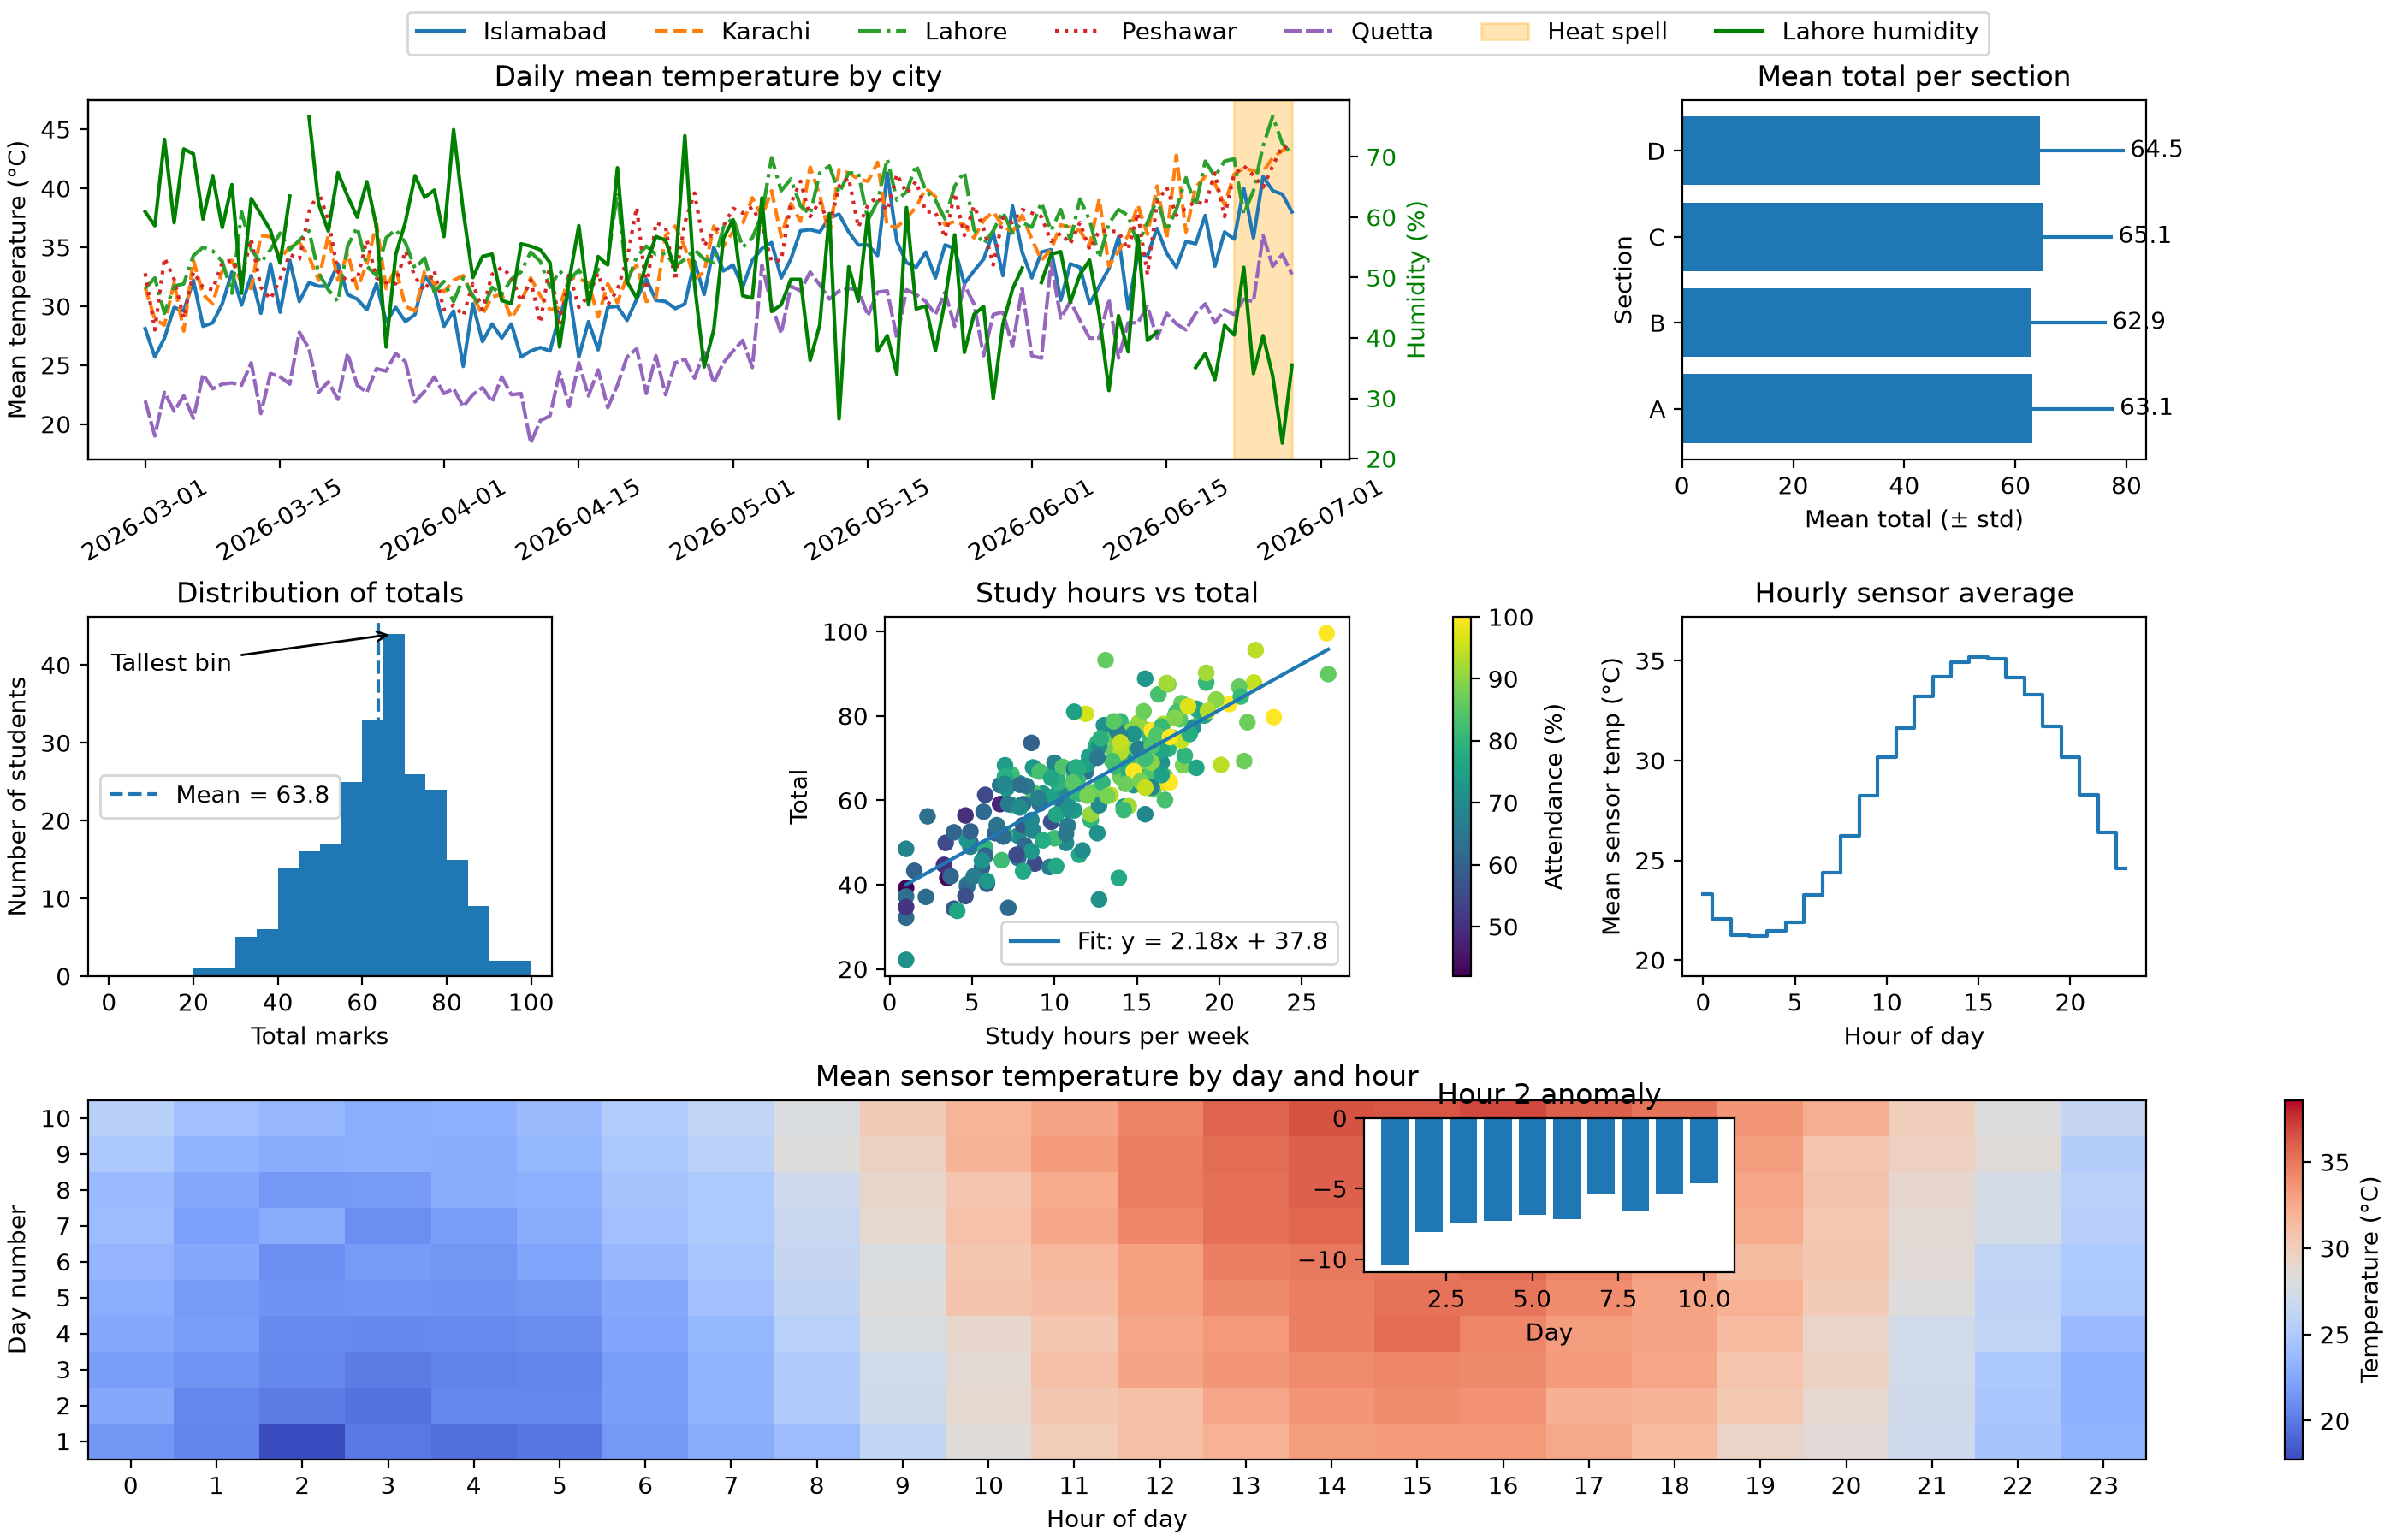 Islamabad Karachi Lahore Peshawar Quetta Heat spell Lahore humidity
Daily mean temperature by city
Mean temperature (°C)
45
40
35
30
25
20
70
60
50
40
30
20
Humidity (%)
2026-03-01 2026-03-15 2026-04-01 2026-04-15 2026-05-01 2026-05-15 2026-06-01 2026-06-15 2026-07-01
Mean total per section
Section
D 64.5
C 65.1
B 62.9
A 63.1
0 20 40 60 80
Mean total (± std)
Distribution of totals
Number of students
40
30
20
10
0
Tallest bin
Mean = 63.8
0 20 40 60 80 100
Total marks
Study hours vs total
Total
100
80
60
40
20
Fit: y = 2.18x + 37.8
0 5 10 15 20 25
Study hours per week
100
90
80
70
60
50
Attendance (%)
Hourly sensor average
Mean sensor temp (°C)
35
30
25
20
0 5 10 15 20
Hour of day
Mean sensor temperature by day and hour
Day number
10
9
8
7
6
5
4
3
2
1
0 1 2 3 4 5 6 7 8 9 10 11 12 13 14 15 16 17 18 19 20 21 22 23
Hour of day
Hour 2 anomaly
0
−5
−10
2.5 5.0 7.5 10.0
Day
35
30
25
20
Temperature (°C)